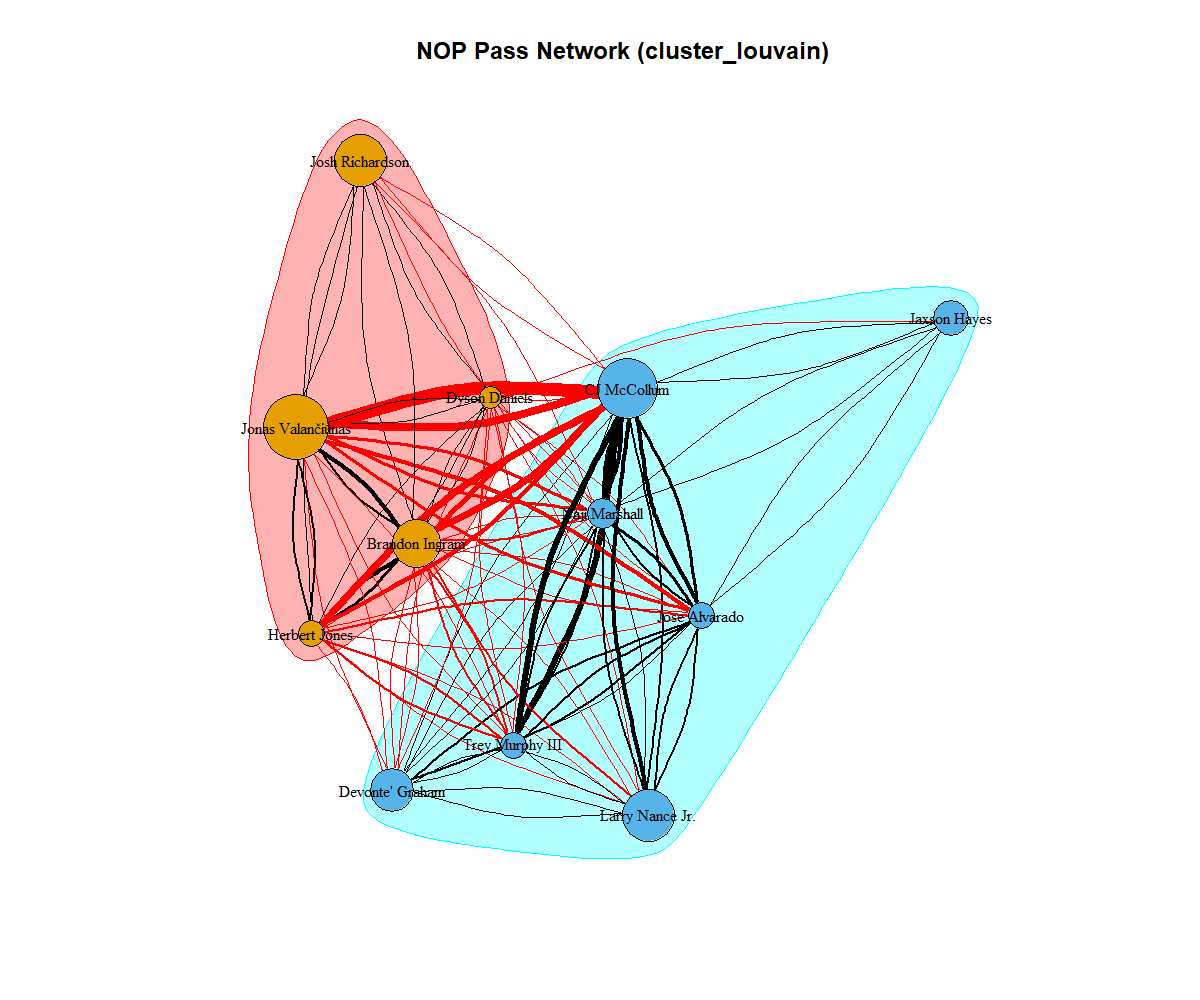 NOP Pass Network (cluster_louvain)
Josh Richardson
Jaxson Hayes
CJ McCollum
Dyson Daniels
Jonas Valančiūnas
Marshall
Brandon Ingram
Jose Alvarado
Herbert Jones
Trey Murphy III
Devonte' Graham
Larry Nance Jr.